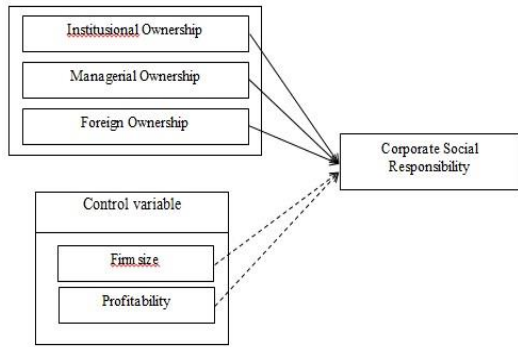 Institusional Ownership
Managerial Ownership
Foreign Ownership
Corporate Social
Responsibility
Control variable
Firm size
Profitability